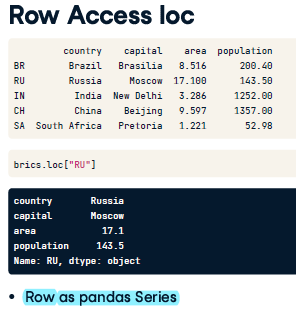 Row Access loc
country capital area population
BR Brazil Brasilia 8.516 200.40
RU Russia Moscow 17.100 143.50
IN India New Delhi 3.286 1252.00
CH China Beijing 9.597 1357.00
SA South Africa Pretoria 1.221 52.98
brics.loc["RU"]
country Russia
capital Moscow
area 17.1
population 143.5
Name: RU, dtype: object
• Row as pandas Series